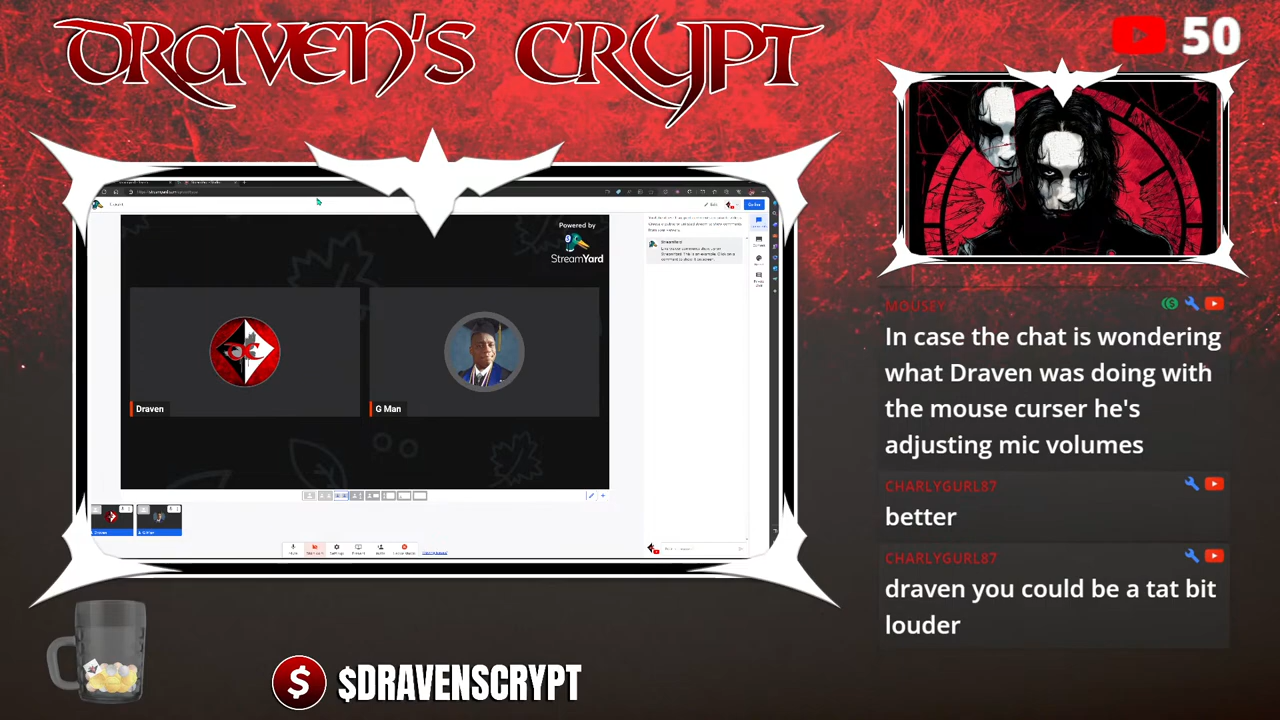 DRAVEN'S CRYPT
50
Powered by
StreamYard
Draven
G Man
MOUSEY
In case the chat is wondering
what Draven was doing with
the mouse curser he's
adjusting mic volumes
CHARLYGURL87
better
CHARLYGURL87
draven you could be a tat bit
louder
$ $DRAVENSCRYPT